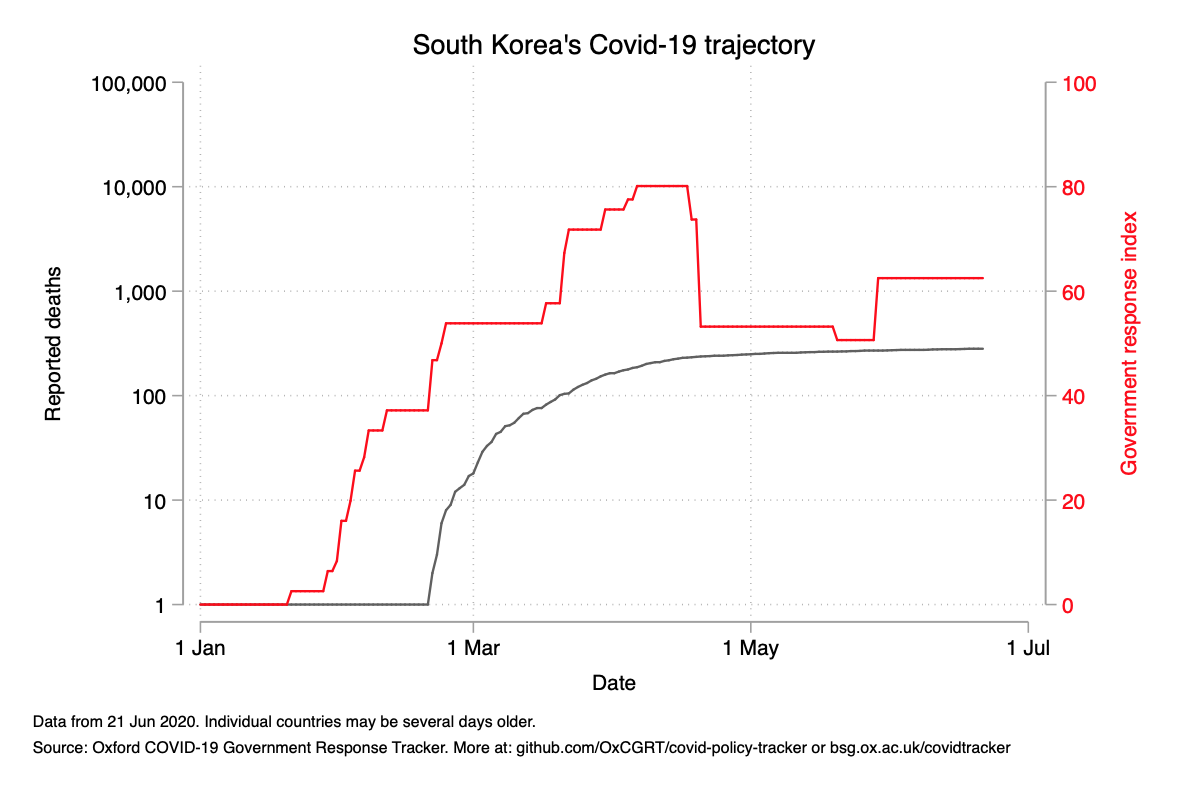 South Korea's Covid-19 trajectory
100,000
10,000
1,000
100
10
1
Reported deaths
100
80
60
40
20
0
Government response index
1 Jan
1 Mar
1 May
1 Jul
Date
Data from 21 Jun 2020. Individual countries may be several days older.
Source: Oxford COVID-19 Government Response Tracker. More at: github.com/OxCGRT/covid-policy-tracker or bsg.ox.ac.uk/covidtracker